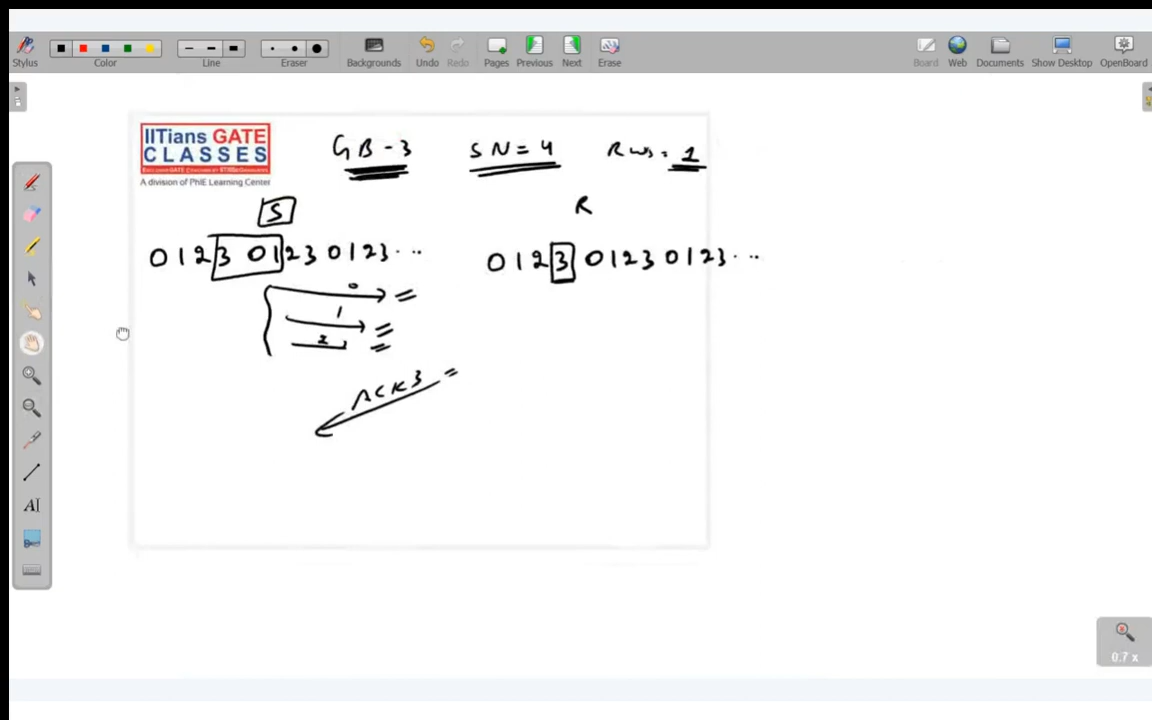 Stylus
Color
Line
Eraser
Backgrounds
Undo
Redo
Pages
Previous
Next
Erase
Board
Web
Documents
Show Desktop
OpenBoard
IITians GATE
CLASSES
A division of PhIE Learning Center
GB-3 SN=4 RWS=1
S R
0 1 2 3 0 1 2 3 0 1 2 3 ...
0 1 2 3 0 1 2 3 0 1 2 3 ...
0
1
2
ACK3
AI
0.7 x